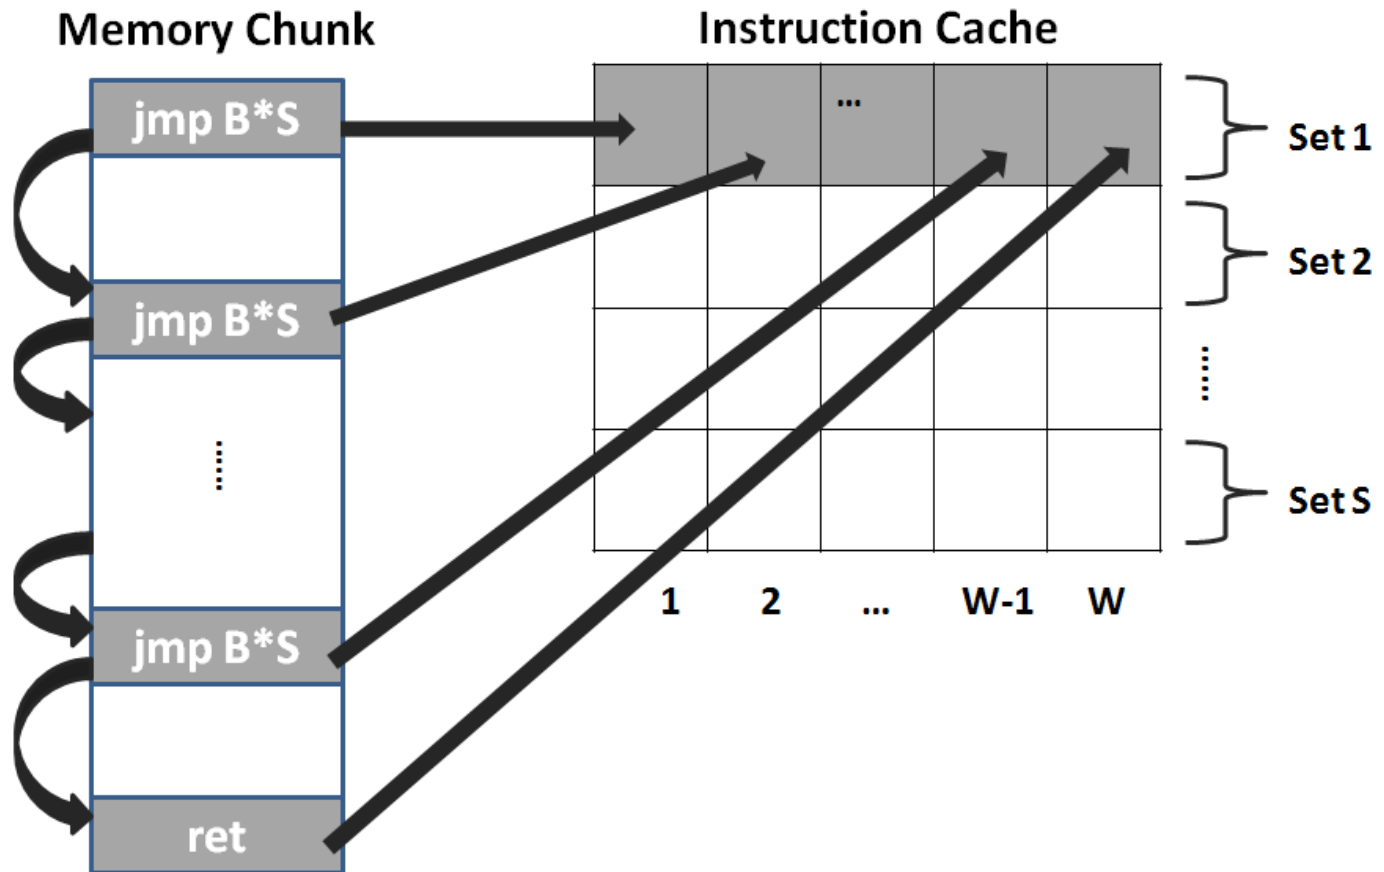 Memory Chunk
Instruction Cache
jmp B*S
jmp B*S
......
jmp B*S
ret
...
Set 1
Set 2
......
Set S
1 2 ... W-1 W